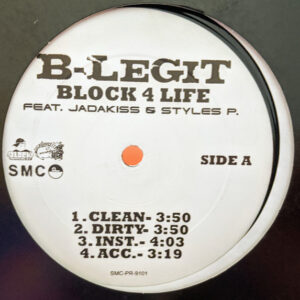 B-LEGIT
BLOCK 4 LIFE
FEAT. JADAKISS & STYLES P.
SMC
SIDE A
1. CLEAN- 3:50
2. DIRTY- 3:50
3. INST.- 4:03
4. ACC.- 3:19
SMC-PR-9101